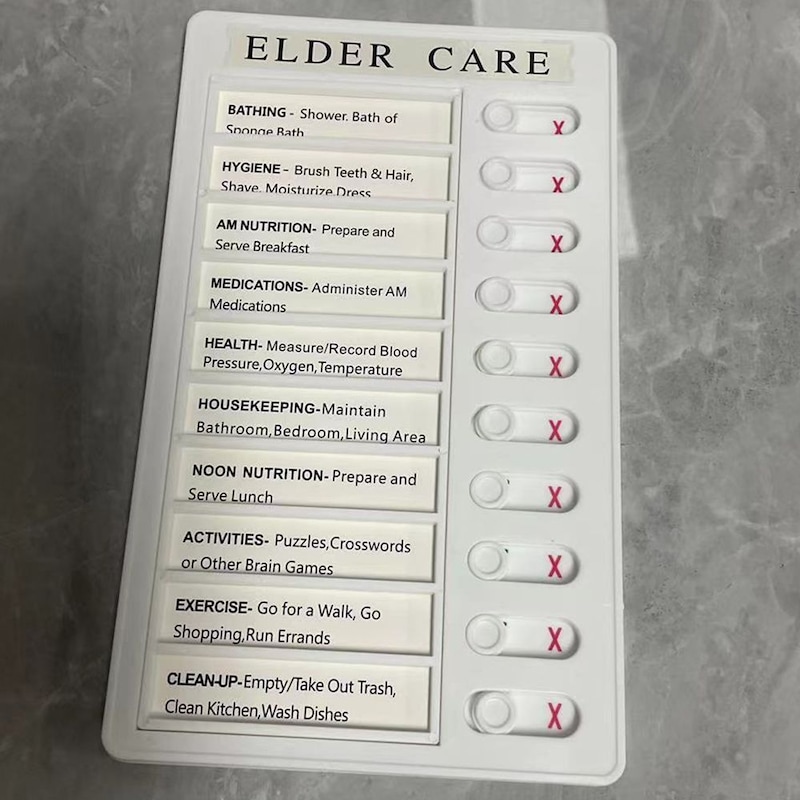 ELDER CARE
BATHING - Shower. Bath of
Sponge Bath
X
HYGIENE - Brush Teeth & Hair,
Shave, Moisturize,Dress
X
AM NUTRITION- Prepare and
Serve Breakfast
X
MEDICATIONS- Administer AM
Medications
X
HEALTH- Measure/Record Blood
Pressure,Oxygen,Temperature
X
HOUSEKEEPING-Maintain
Bathroom,Bedroom,Living Area
X
NOON NUTRITION- Prepare and
Serve Lunch
X
ACTIVITIES- Puzzles,Crosswords
or Other Brain Games
X
EXERCISE- Go for a Walk, Go
Shopping,Run Errands
X
CLEAN-UP-Empty/Take Out Trash,
Clean Kitchen,Wash Dishes
X